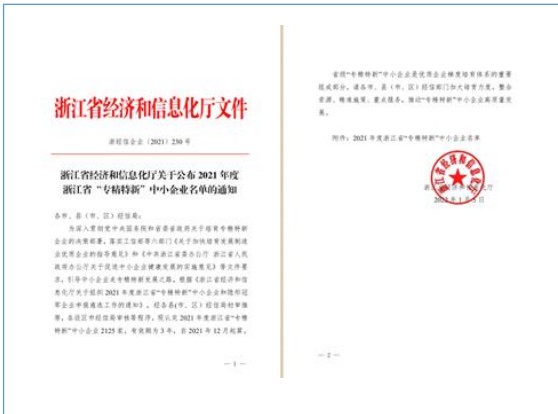 浙江省经济和信息化厅文件
浙经信企业〔2021〕230号
浙江省经济和信息化厅关于公布2021年度
浙江省“专精特新”中小企业名单的通知
各市、县(市、区)经信局:
为深入贯彻党中央国务院和省委省政府关于培育专精特新
企业的决策部署,落实工信部等六部门《关于加快培育发展制造
业优质企业的指导意见》和《中共浙江省委办公厅 浙江省人民
政府办公厅关于促进中小企业健康发展的实施意见》等文件要
求,引导中小企业走专精特新发展之路,根据《浙江省经济和信
息化厅关于组织2021年度浙江省“专精特新”中小企业和隐形冠
军企业申报遴选工作的通知》,经各县(市、区)经信局初审推
荐,各设区市经信局审核等程序,现认定2021年度浙江省“专精
特新”中小企业2125家,有效期为3年,自2021年12月起算。
— 1 —
省级“专精特新”中小企业是优质企业梯度培育体系的重要
组成部分,请各市、县(市、区)经信部门加大培育力度,整合
资源,精准施策,重点服务,推动“专精特新”中小企业高质量发
展。
附件:2021年度浙江省“专精特新”中小企业名单
浙江省经济和信息化厅
— 2 —